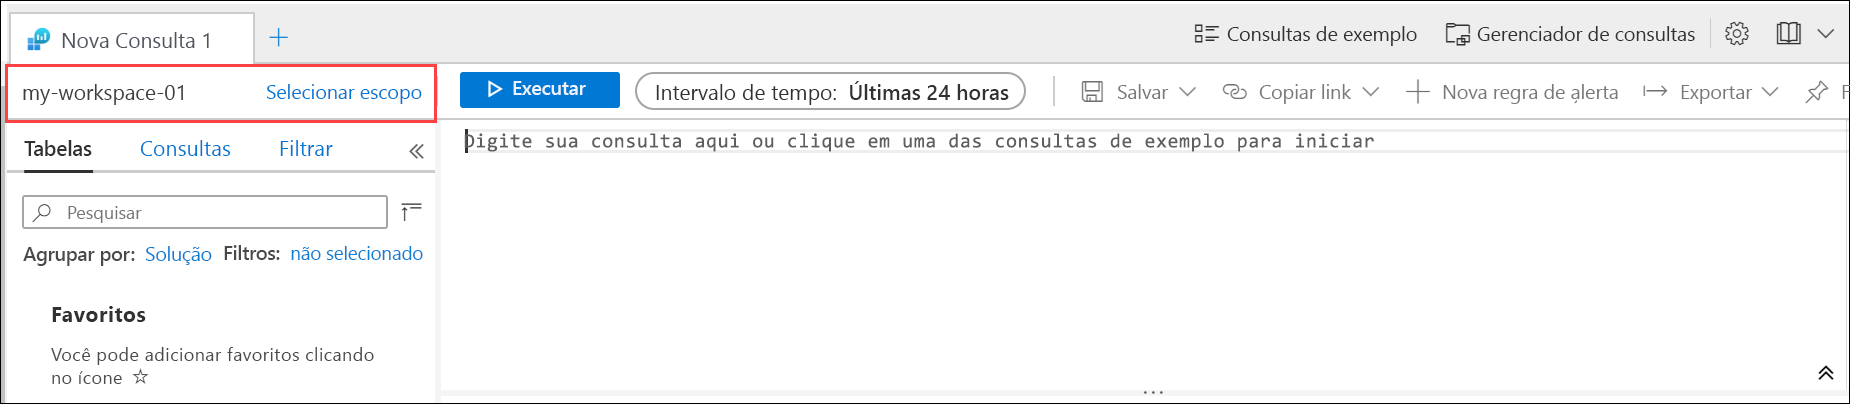 Nova Consulta 1
Consultas de exemplo
Gerenciador de consultas
my-workspace-01
Selecionar escopo
Executar
Intervalo de tempo: Últimas 24 horas
Salvar
Copiar link
Nova regra de alerta
Exportar
F
Tabelas
Consultas
Filtrar
Digite sua consulta aqui ou clique em uma das consultas de exemplo para iniciar
Pesquisar
Agrupar por: Solução
Filtros: não selecionado
Favoritos
Você pode adicionar favoritos clicando
no ícone